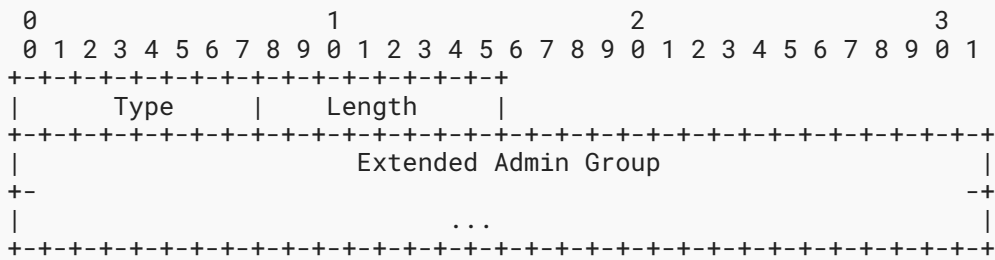 0                   1                   2                   3
 0 1 2 3 4 5 6 7 8 9 0 1 2 3 4 5 6 7 8 9 0 1 2 3 4 5 6 7 8 9 0 1
+-+-+-+-+-+-+-+-+-+-+-+-+-+-+-+-+
|      Type     |    Length     |
+-+-+-+-+-+-+-+-+-+-+-+-+-+-+-+-+-+-+-+-+-+-+-+-+-+-+-+-+-+-+-+-+
|                      Extended Admin Group                     |
+-                                                             -+
|                            ...                                |
+-+-+-+-+-+-+-+-+-+-+-+-+-+-+-+-+-+-+-+-+-+-+-+-+-+-+-+-+-+-+-+-+